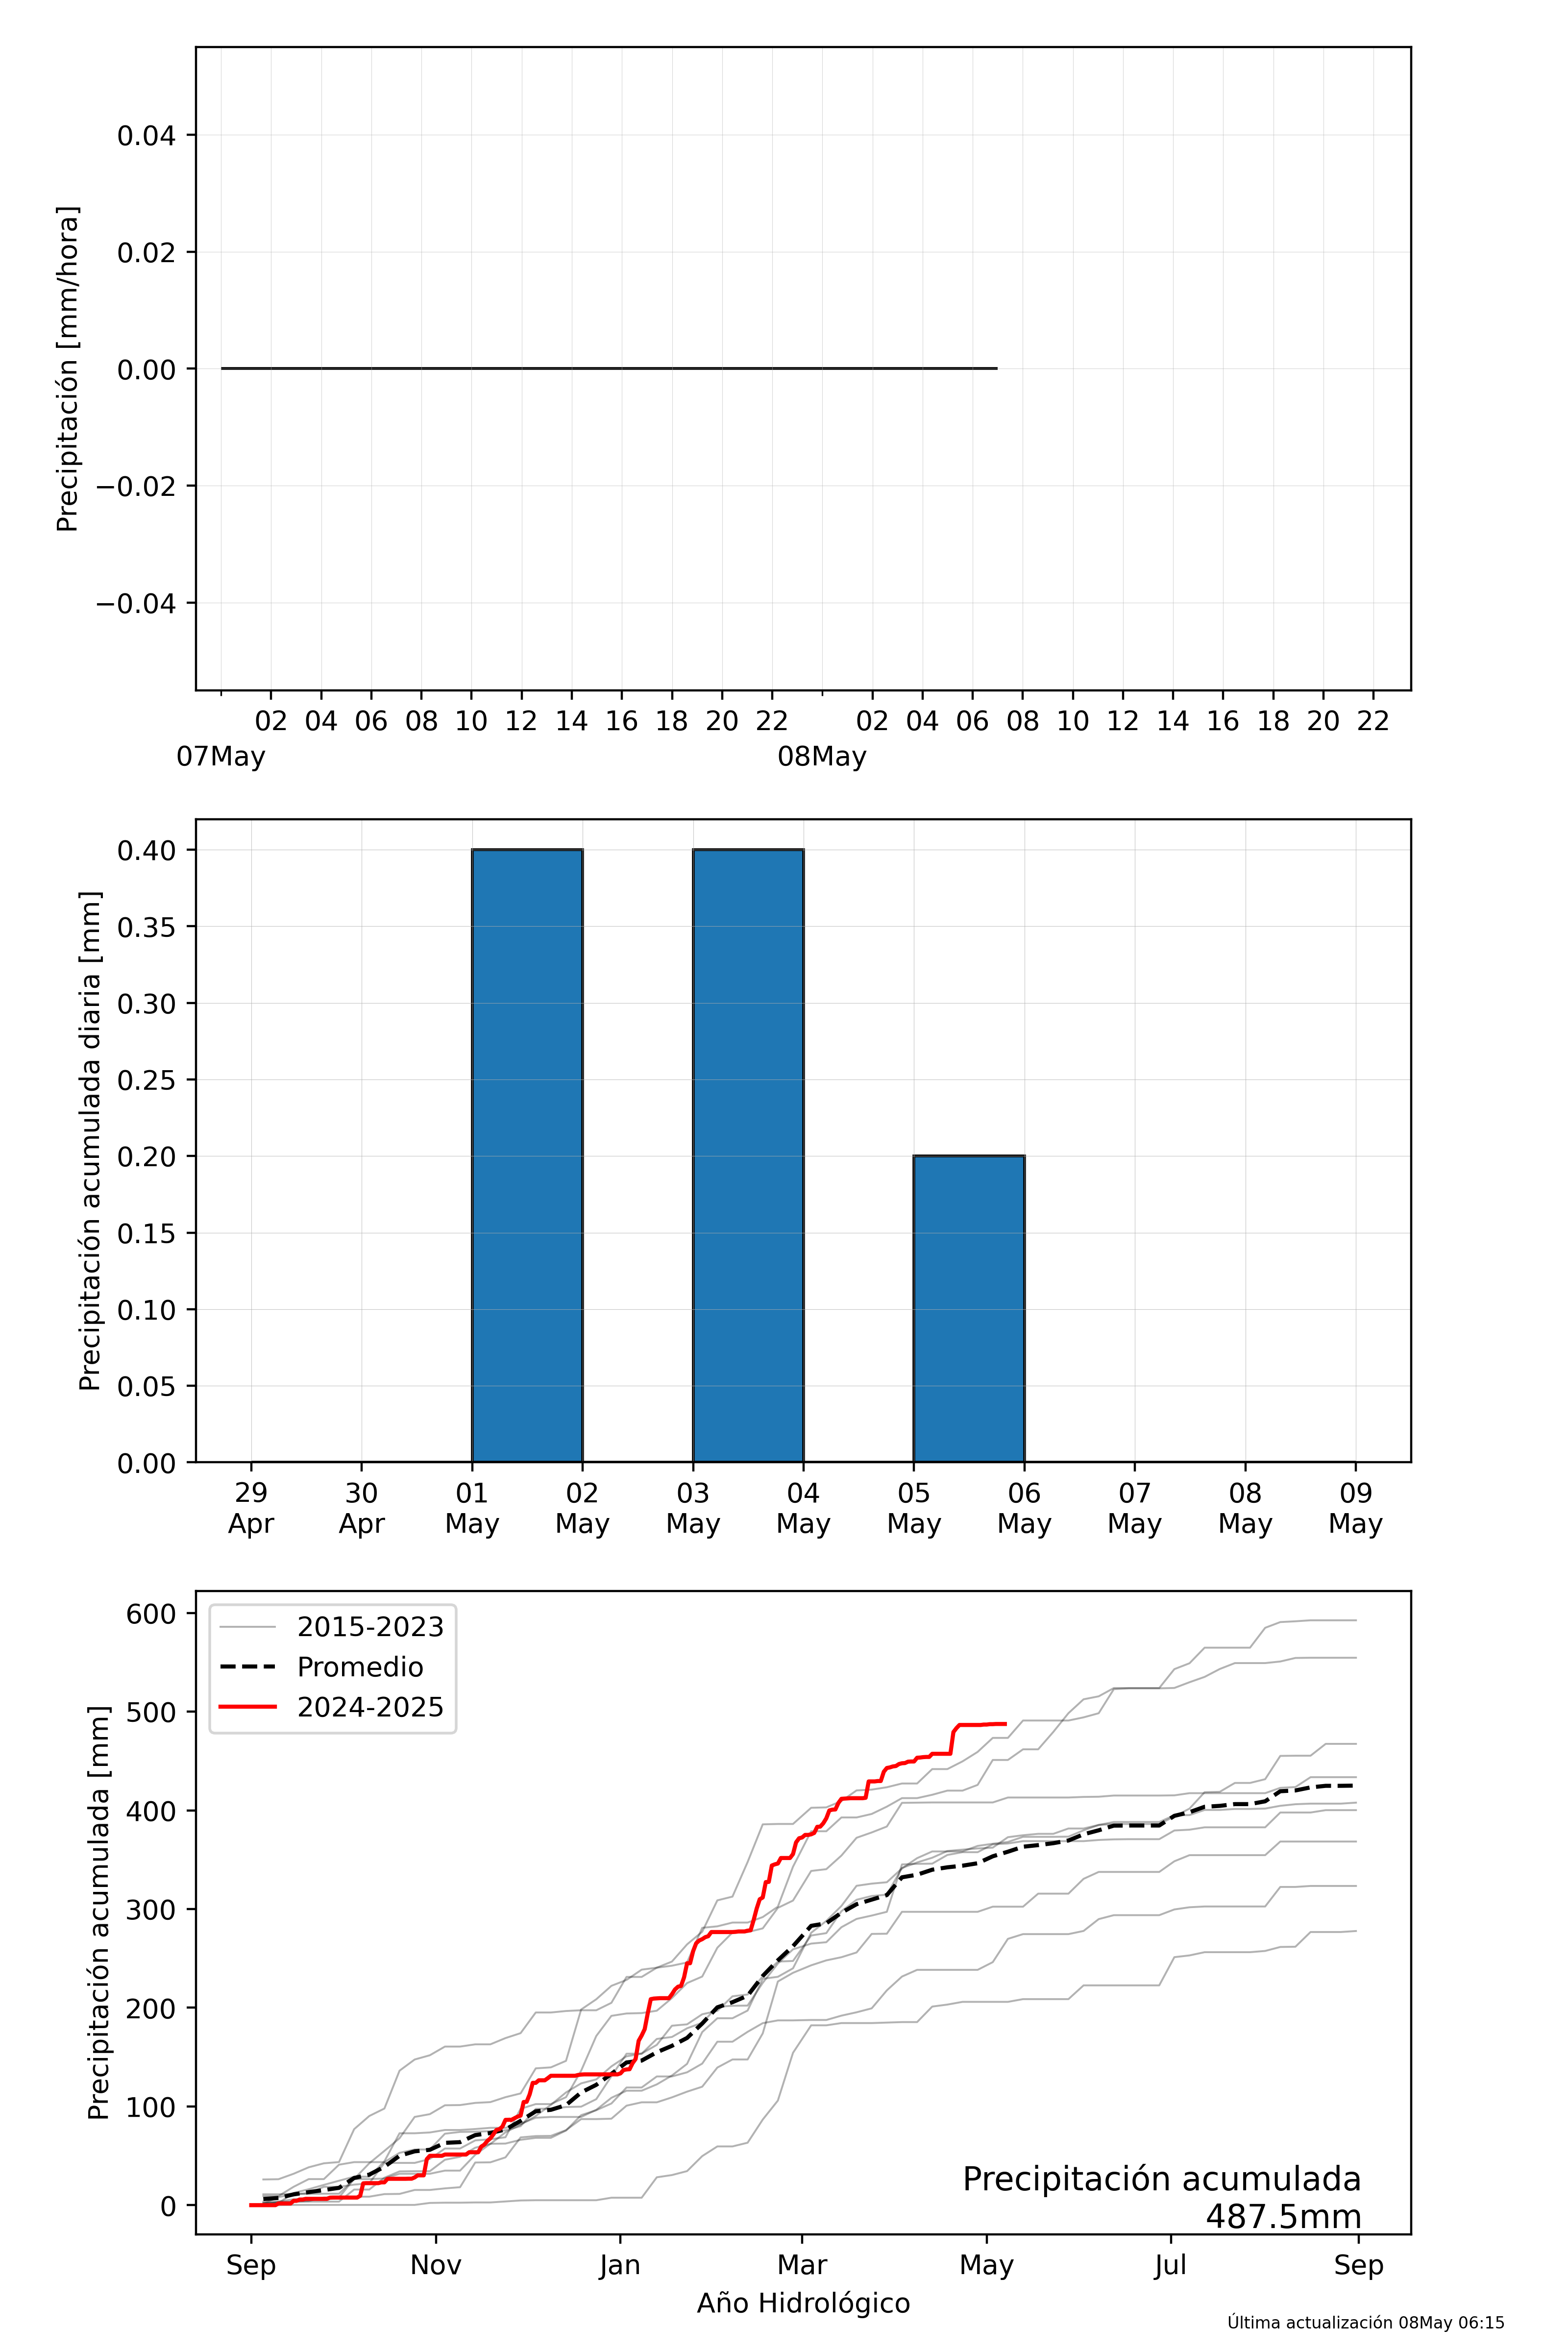 Precipitación [mm/hora]
0.04
0.02
0.00
−0.02
−0.04
02 04 06 08 10 12 14 16 18 20 22 02 04 06 08 10 12 14 16 18 20 22
07May 08May
Precipitación acumulada diaria [mm]
0.40
0.35
0.30
0.25
0.20
0.15
0.10
0.05
0.00
29 30 01 02 03 04 05 06 07 08 09
Apr Apr May May May May May May May May May
Precipitación acumulada [mm]
600
500
400
300
200
100
0
2015-2023
Promedio
2024-2025
Precipitación acumulada
487.5mm
Sep Nov Jan Mar May Jul Sep
Año Hidrológico
Última actualización 08May 06:15